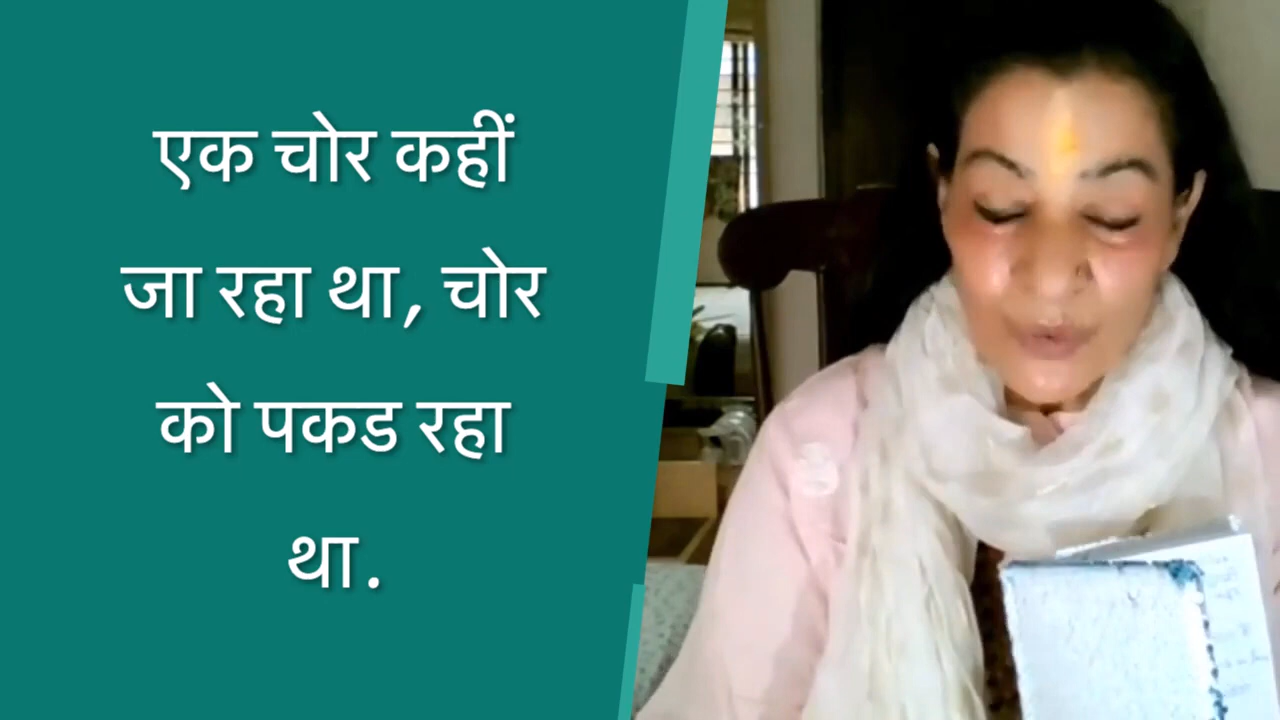 एक चोर कहीं
जा रहा था, चोर
को पकड रहा
था.